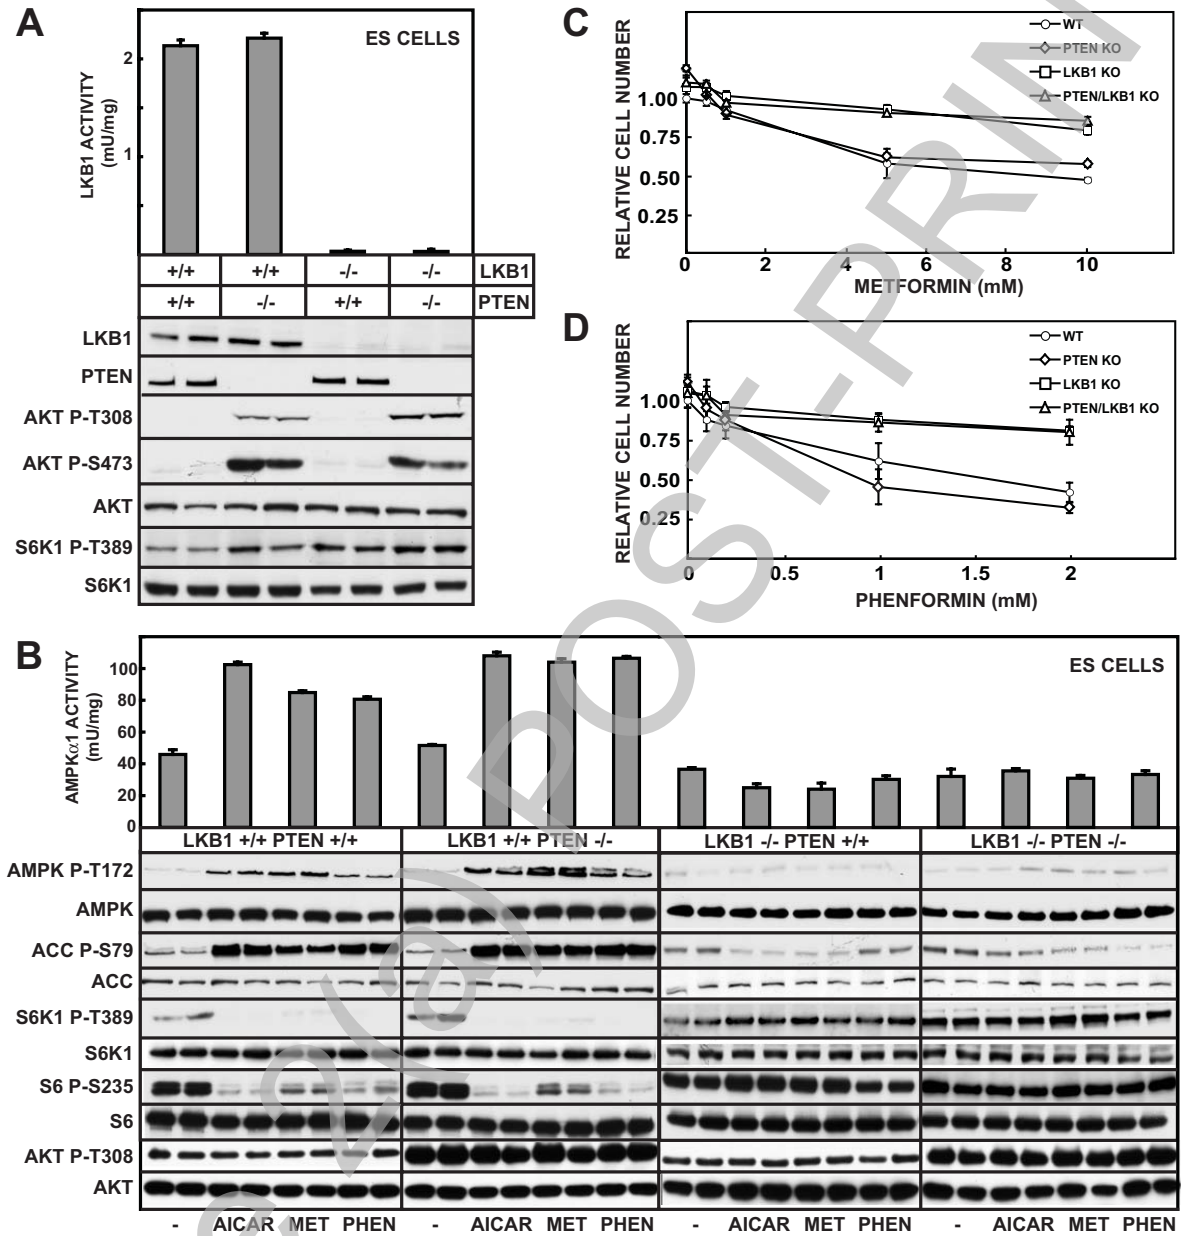 A
ES CELLS
LKB1 ACTIVITY
(mU/mg)
2
1
+/+ +/+ -/- -/- LKB1
+/+ -/- +/+ -/- PTEN
LKB1
PTEN
AKT P-T308
AKT P-S473
AKT
S6K1 P-T389
S6K1
C
RELATIVE CELL NUMBER
1.00
0.75
0.50
0.25
0 2 4 6 8 10
METFORMIN (mM)
WT
PTEN KO
LKB1 KO
PTEN/LKB1 KO
D
RELATIVE CELL NUMBER
1.00
0.75
0.50
0.25
0 0.5 1 1.5 2
PHENFORMIN (mM)
WT
PTEN KO
LKB1 KO
PTEN/LKB1 KO
B
ES CELLS
AMPKα1 ACTIVITY
(mU/mg)
100
80
60
40
20
0
LKB1 +/+ PTEN +/+ LKB1 +/+ PTEN -/- LKB1 -/- PTEN +/+ LKB1 -/- PTEN -/-
AMPK P-T172
AMPK
ACC P-S79
ACC
S6K1 P-T389
S6K1
S6 P-S235
S6
AKT P-T308
AKT
- AICAR MET PHEN - AICAR MET PHEN - AICAR MET PHEN - AICAR MET PHEN
2(a) POST-PRIN